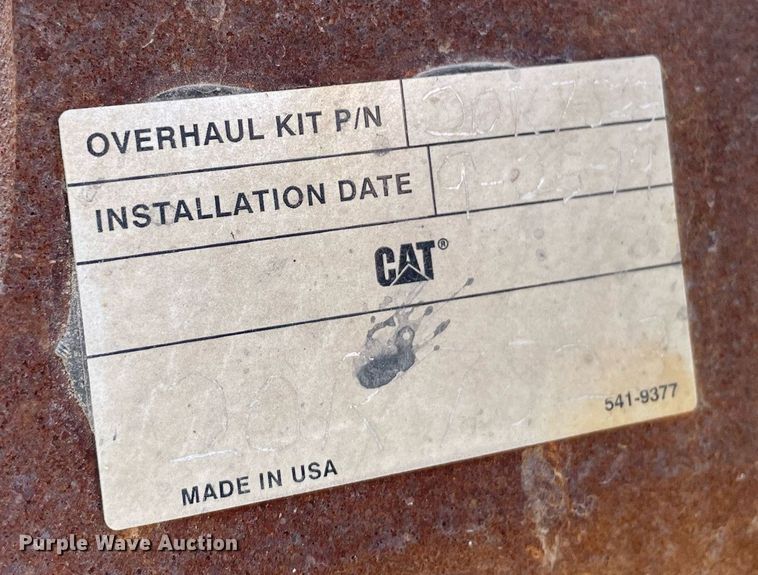 OVERHAUL KIT P/N
INSTALLATION DATE
CAT®
541-9377
MADE IN USA
Purple Wave Auction